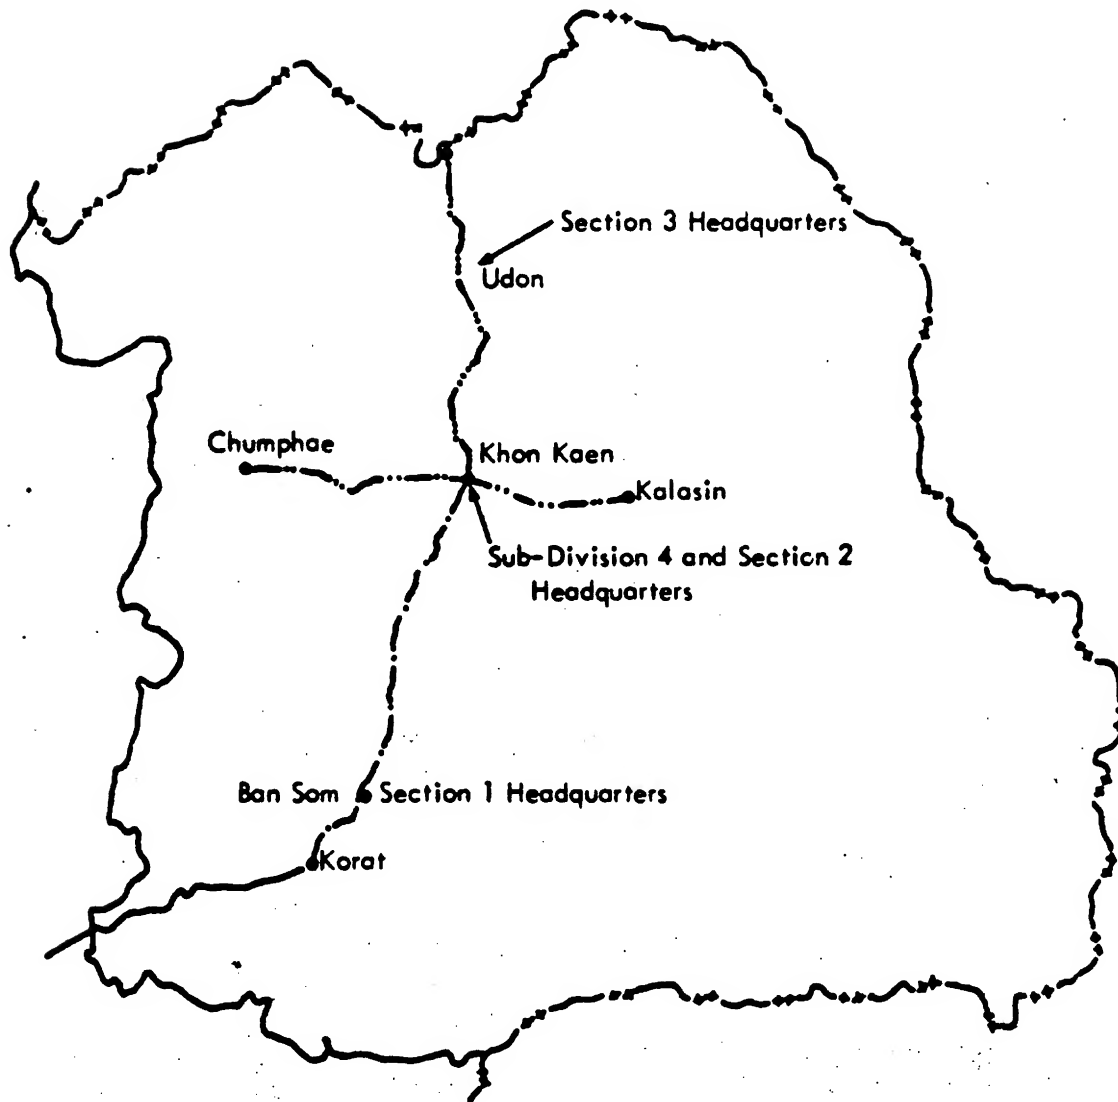 Section 3 Headquarters
Udon
Chumphae
Khon Kaen
Kalasin
Sub-Division 4 and Section 2
Headquarters
Ban Som
Section 1 Headquarters
Korat